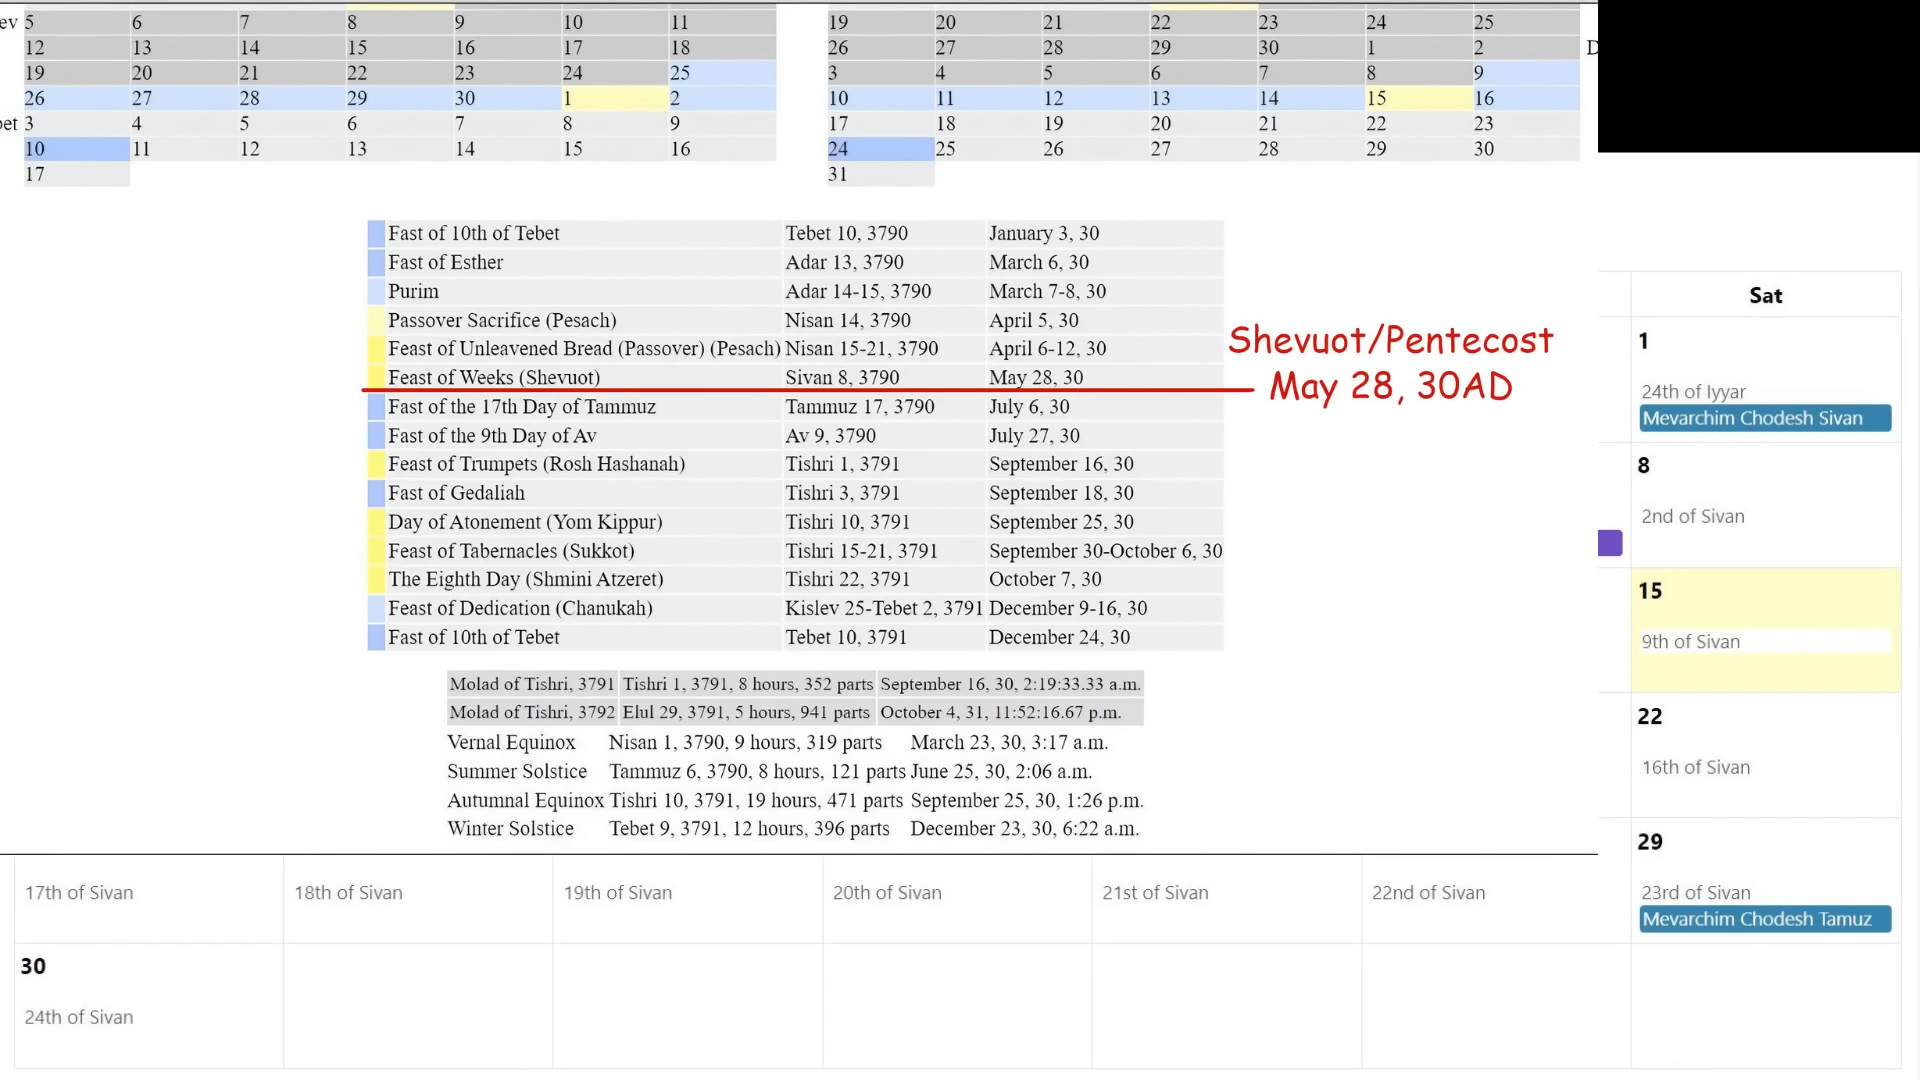 ev 5 6 7 8 9 10 11
12 13 14 15 16 17 18
19 20 21 22 23 24 25
26 27 28 29 30 1 2
bet 3 4 5 6 7 8 9
10 11 12 13 14 15 16
17
19 20 21 22 23 24 25
26 27 28 29 30 1 2 D
3 4 5 6 7 8 9
10 11 12 13 14 15 16
17 18 19 20 21 22 23
24 25 26 27 28 29 30
31
Fast of 10th of Tebet Tebet 10, 3790 January 3, 30
Fast of Esther Adar 13, 3790 March 6, 30
Purim Adar 14-15, 3790 March 7-8, 30
Passover Sacrifice (Pesach) Nisan 14, 3790 April 5, 30
Feast of Unleavened Bread (Passover) (Pesach) Nisan 15-21, 3790 April 6-12, 30
Feast of Weeks (Shevuot) Sivan 8, 3790 May 28, 30
Fast of the 17th Day of Tammuz Tammuz 17, 3790 July 6, 30
Fast of the 9th Day of Av Av 9, 3790 July 27, 30
Feast of Trumpets (Rosh Hashanah) Tishri 1, 3791 September 16, 30
Fast of Gedaliah Tishri 3, 3791 September 18, 30
Day of Atonement (Yom Kippur) Tishri 10, 3791 September 25, 30
Feast of Tabernacles (Sukkot) Tishri 15-21, 3791 September 30-October 6, 30
The Eighth Day (Shmini Atzeret) Tishri 22, 3791 October 7, 30
Feast of Dedication (Chanukah) Kislev 25-Tebet 2, 3791 December 9-16, 30
Fast of 10th of Tebet Tebet 10, 3791 December 24, 30
Shevuot/Pentecost
May 28, 30AD
Molad of Tishri, 3791 Tishri 1, 3791, 8 hours, 352 parts September 16, 30, 2:19:33.33 a.m.
Molad of Tishri, 3792 Elul 29, 3791, 5 hours, 941 parts October 4, 31, 11:52:16.67 p.m.
Vernal Equinox Nisan 1, 3790, 9 hours, 319 parts March 23, 30, 3:17 a.m.
Summer Solstice Tammuz 6, 3790, 8 hours, 121 parts June 25, 30, 2:06 a.m.
Autumnal Equinox Tishri 10, 3791, 19 hours, 471 parts September 25, 30, 1:26 p.m.
Winter Solstice Tebet 9, 3791, 12 hours, 396 parts December 23, 30, 6:22 a.m.
Sat
1
24th of Iyyar
Mevarchim Chodesh Sivan
8
2nd of Sivan
15
9th of Sivan
22
16th of Sivan
29
23rd of Sivan
Mevarchim Chodesh Tamuz
17th of Sivan 18th of Sivan 19th of Sivan 20th of Sivan 21st of Sivan 22nd of Sivan
30
24th of Sivan